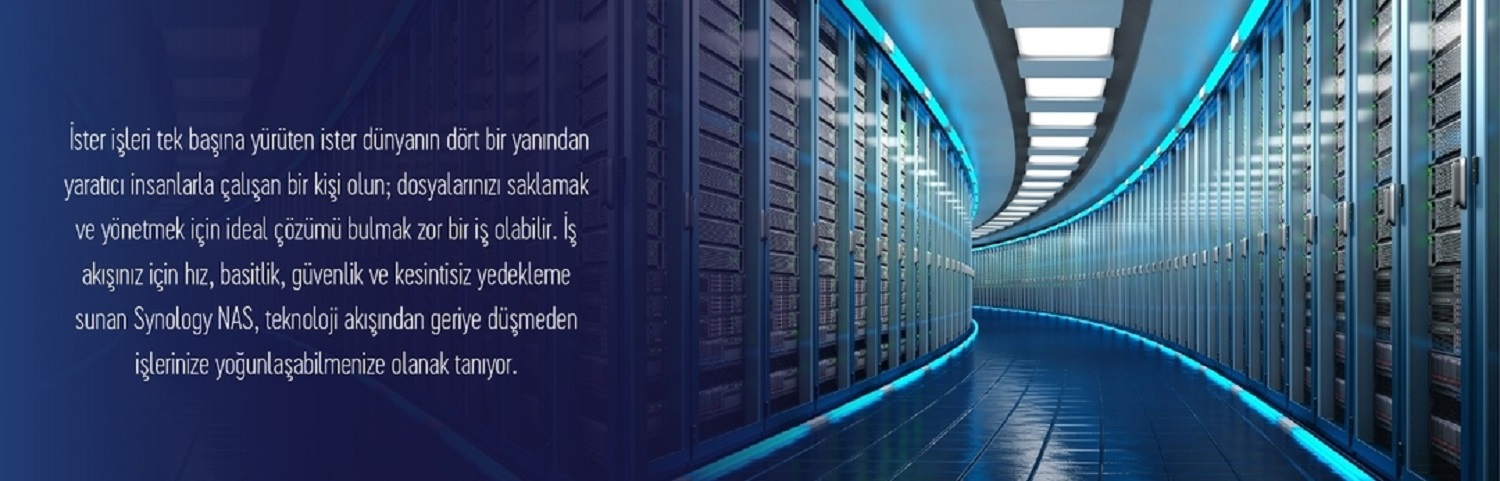 İster işleri tek başına yürüten ister dünyanın dört bir yanından
yaratıcı insanlarla çalışan bir kişi olun; dosyalarınızı saklamak
ve yönetmek için ideal çözümü bulmak zor bir iş olabilir. İş
akışınız için hız, basitlik, güvenlik ve kesintisiz yedekleme
sunan Synology NAS, teknoloji akışından geriye düşmeden
işlerinize yoğunlaşabilmenize olanak tanıyor.